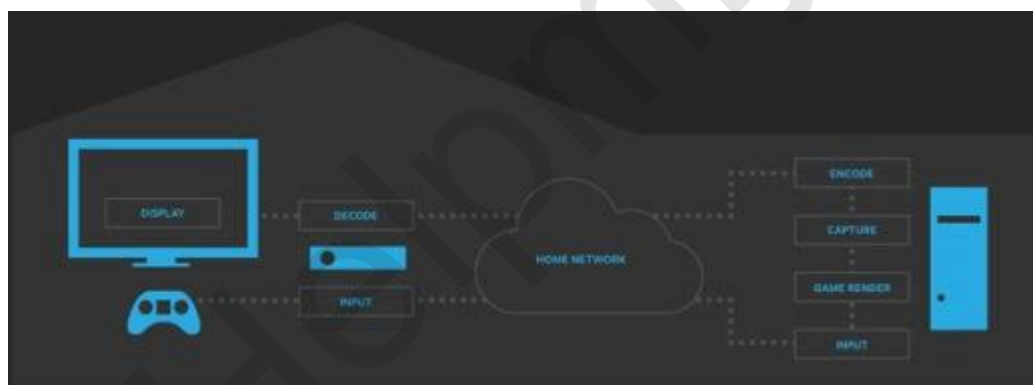 DISPLAY
DECODE
INPUT
HOME NETWORK
ENCODE
CAPTURE
GAME RENDER
INPUT